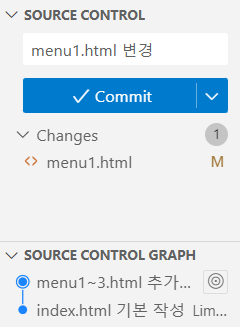 SOURCE CONTROL
menu1.html 변경
Commit
Changes 1
menu1.html M
SOURCE CONTROL GRAPH
menu1~3.html 추가...
index.html 기본 작성 Lim...